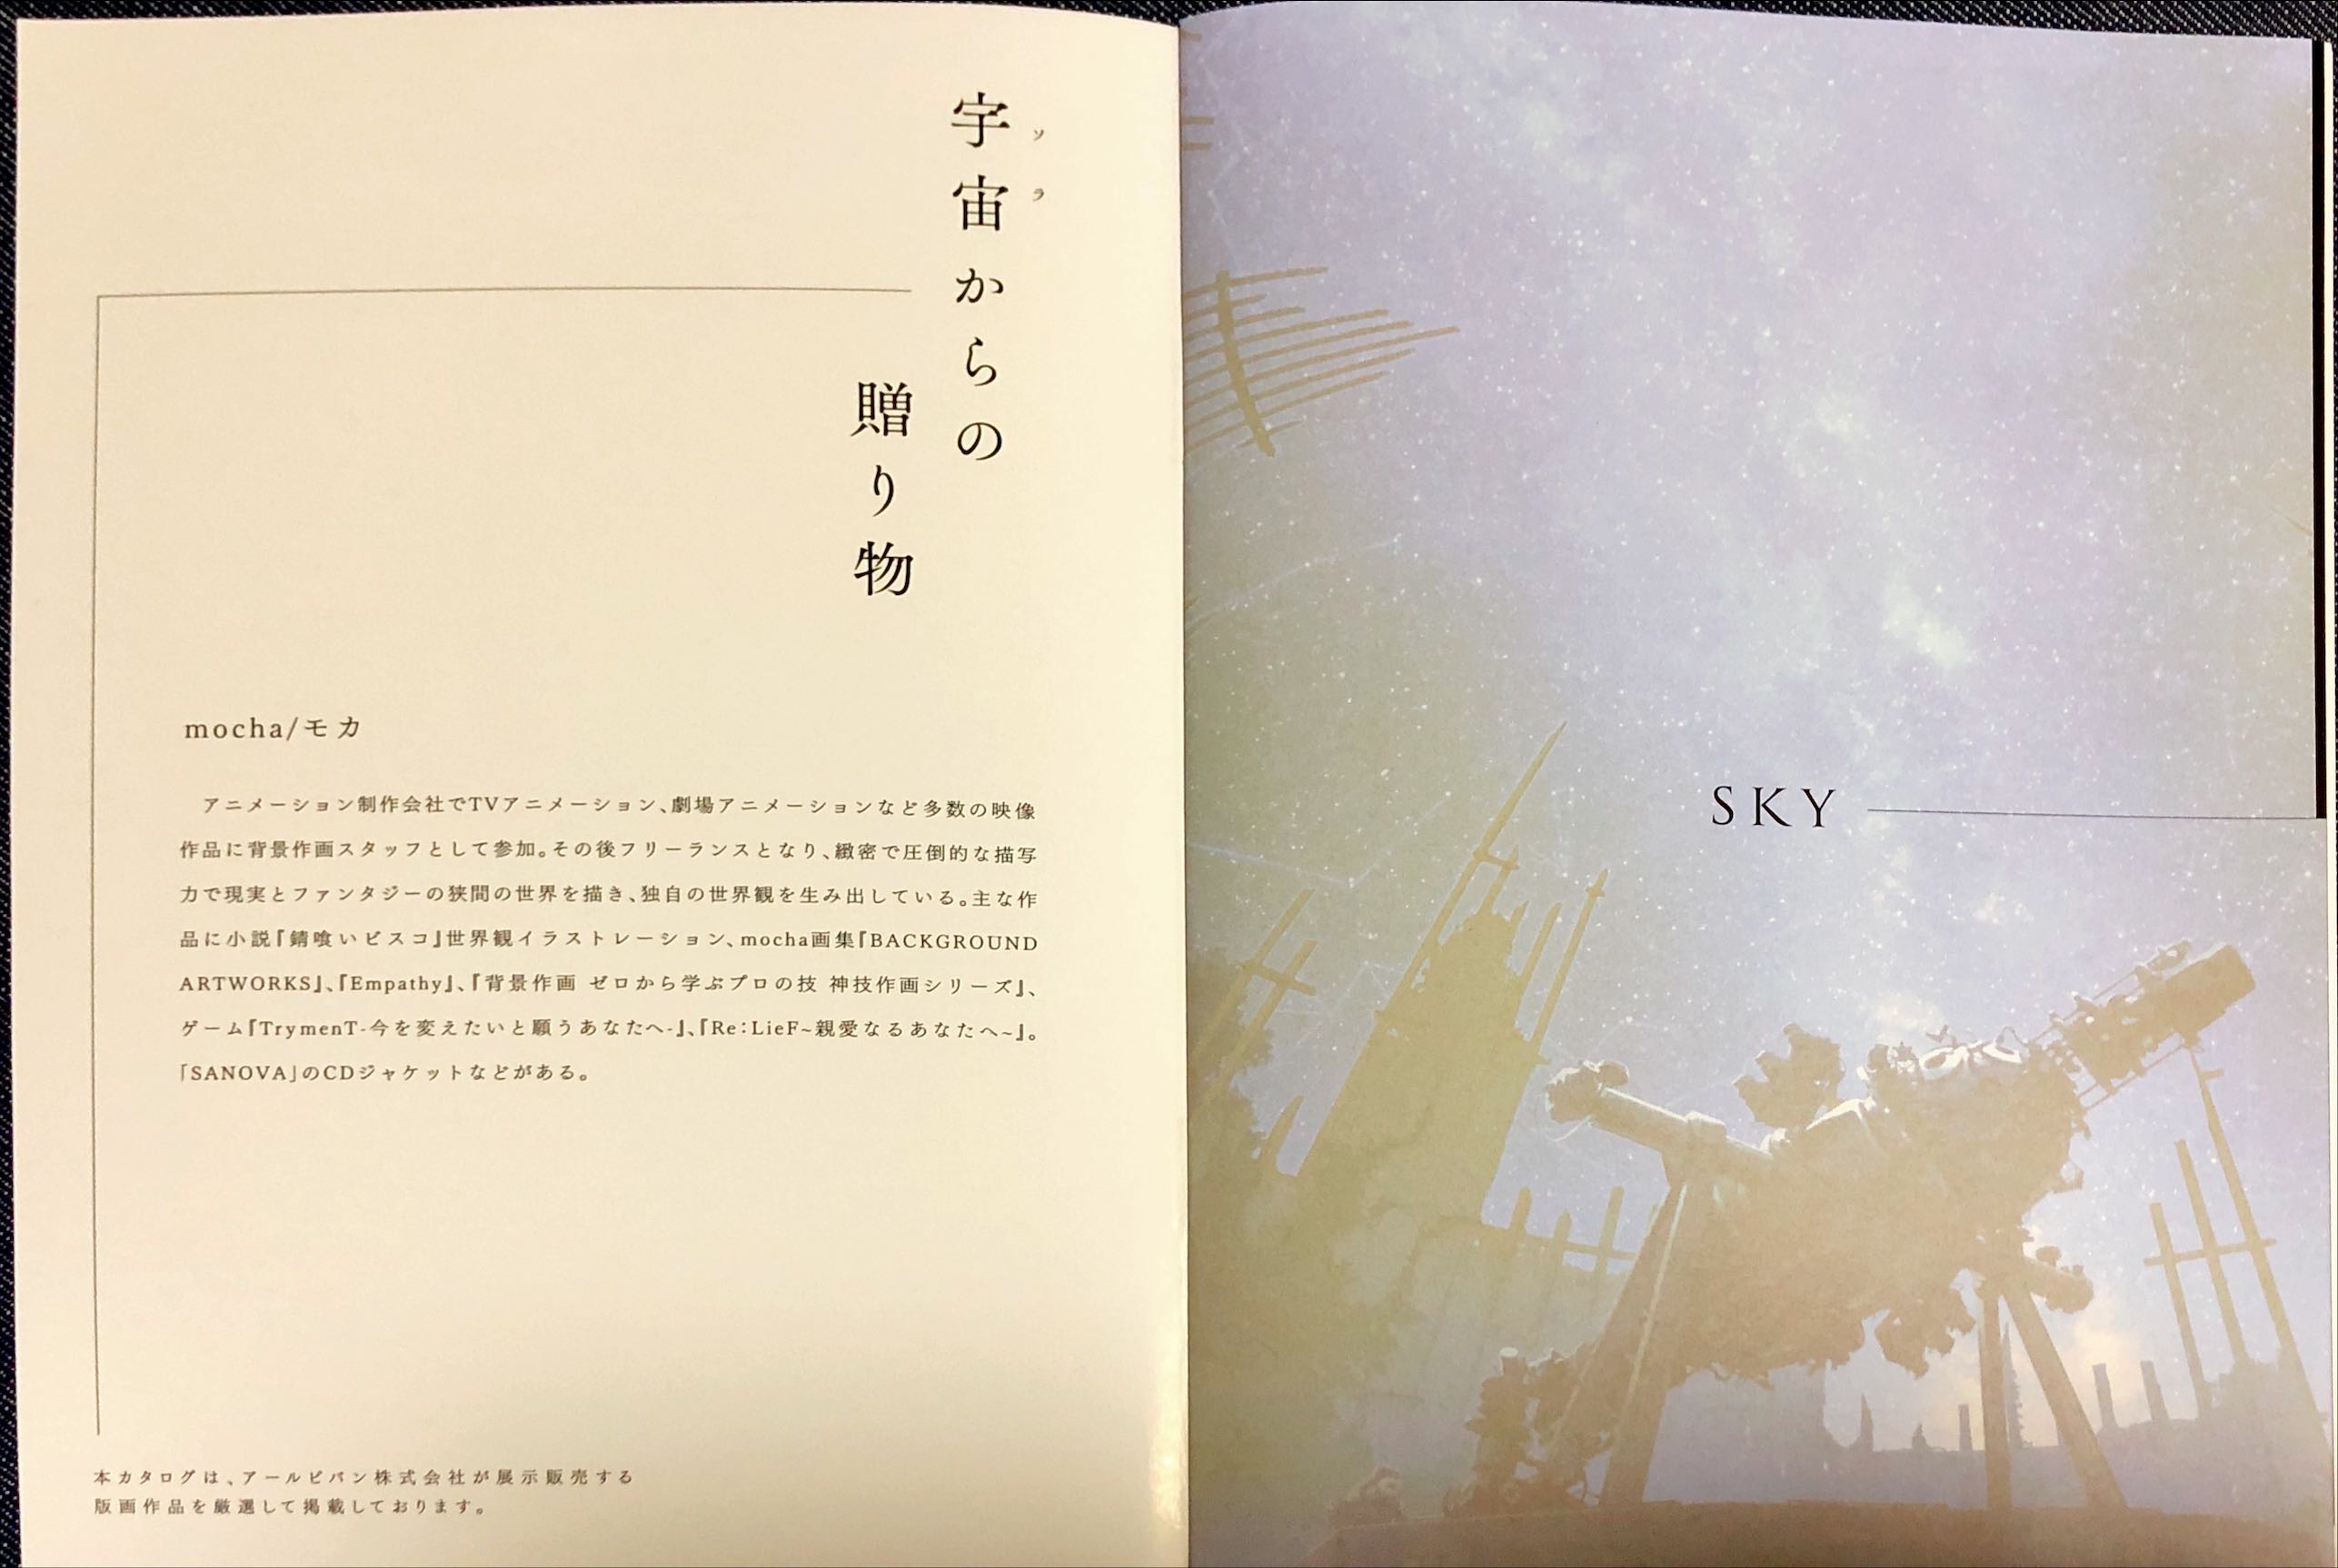 宇宙からの
ソラ
贈り物
mocha/モカ
アニメーション制作会社でTVアニメーション、劇場アニメーションなど多数の映像
作品に背景作画スタッフとして参加。その後フリーランスとなり、緻密で圧倒的な描写
力で現実とファンタジーの狭間の世界を描き、独自の世界観を生み出している。主な作
品に小説『錆喰いビスコ』世界観イラストレーション、mocha画集『BACKGROUND
ARTWORKS』、『Empathy』、『背景作画 ゼロから学ぶプロの技 神技作画シリーズ』、
ゲーム『TrymenT-今を変えたいと願うあなたへ-』、『Re:LieF~親愛なるあなたへ~』。
「SANOVA」のCDジャケットなどがある。
本カタログは、アールビバン株式会社が展示販売する
版画作品を厳選して掲載しております。
SKY